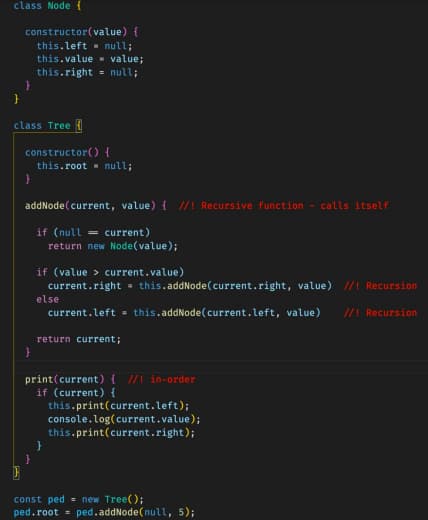 class Node {
constructor(value) {
this.left = null;
this.value = value;
this.right = null;
}
}
class Tree {
constructor() {
this.root = null;
}
addNode(current, value) { //! Recursive function - calls itself
if (null == current)
return new Node(value);
if (value > current.value)
current.right = this.addNode(current.right, value) //! Recursion
else
current.left = this.addNode(current.left, value) //! Recursion
return current;
}
print(current) { //! in-order
if (current) {
this.print(current.left);
console.log(current.value);
this.print(current.right);
}
}
}
const ped = new Tree();
ped.root = ped.addNode(null, 5);